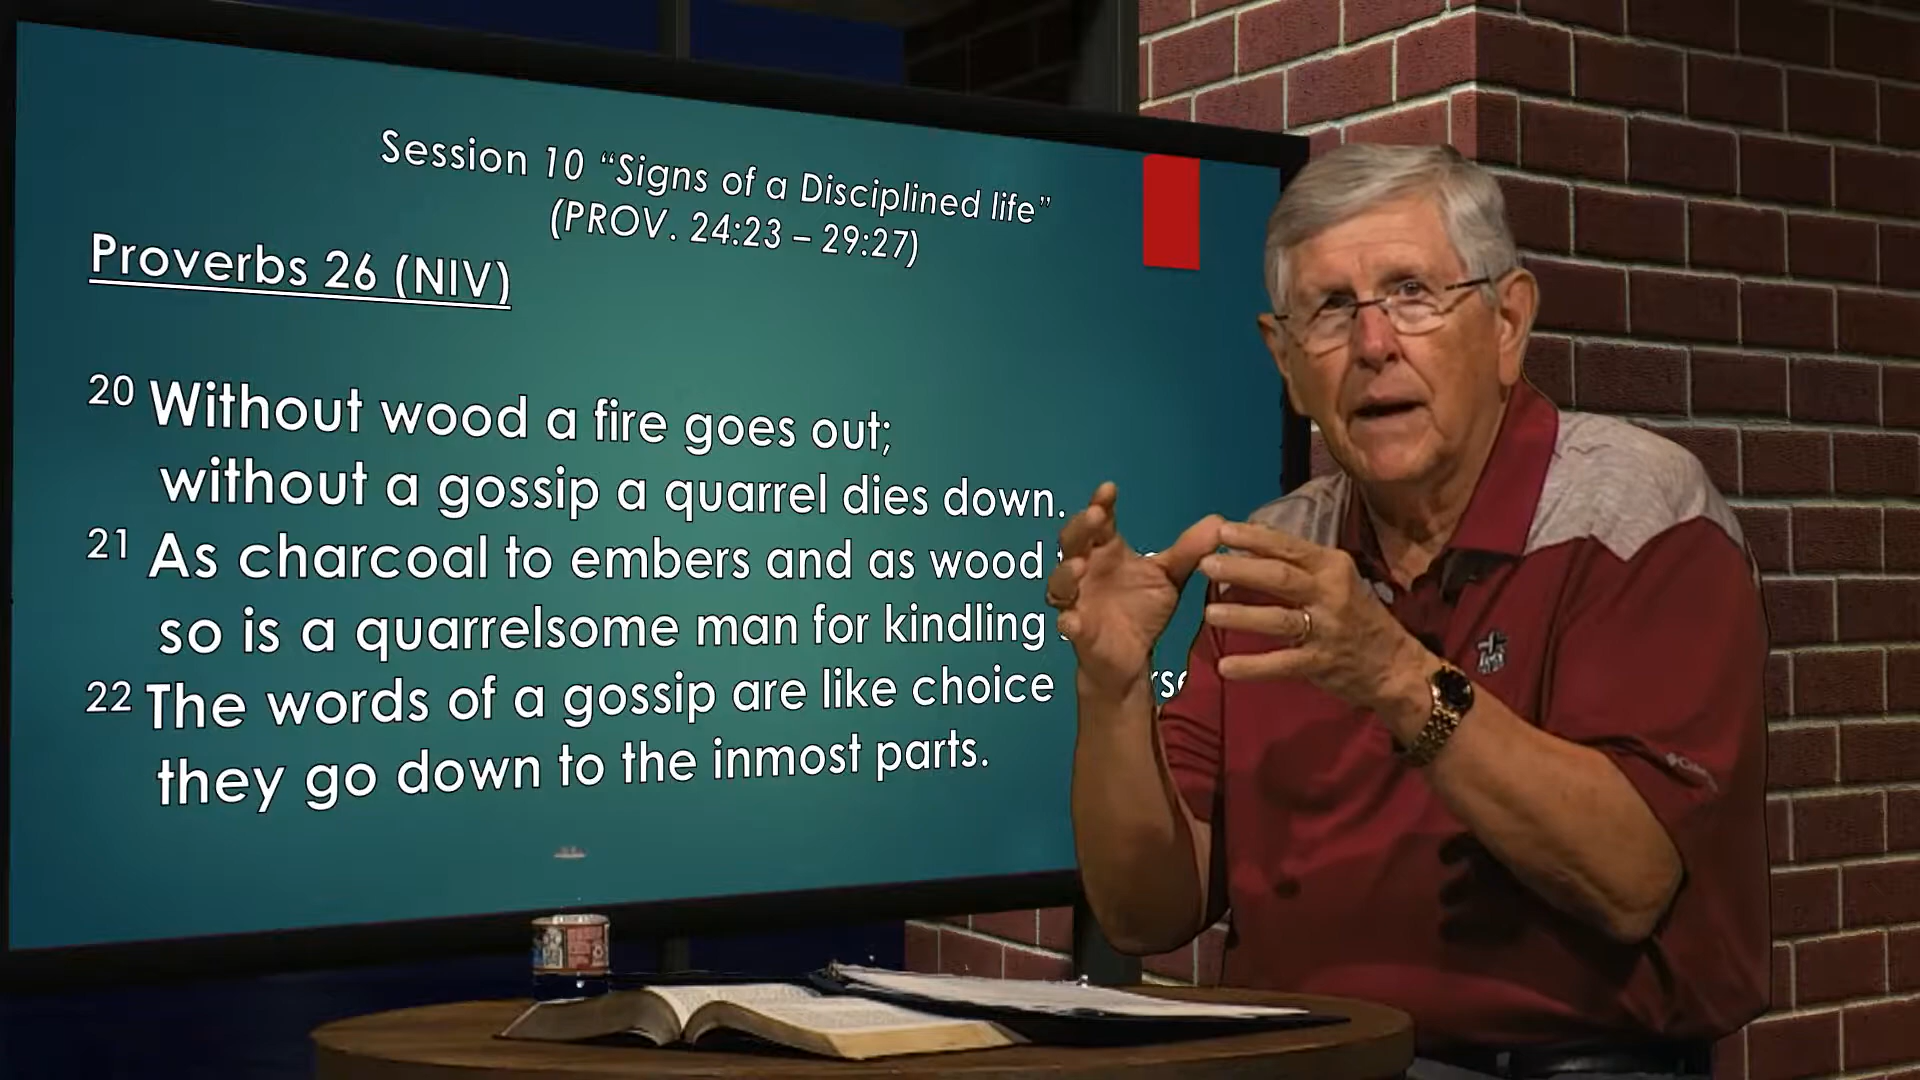 Session 10 “Signs of a Disciplined life”
(PROV. 24:23 – 29:27)
Proverbs 26 (NIV)
20 Without wood a fire goes out;
without a gossip a quarrel dies down.
21 As charcoal to embers and as wood
so is a quarrelsome man for kindling
22 The words of a gossip are like choice
they go down to the inmost parts.